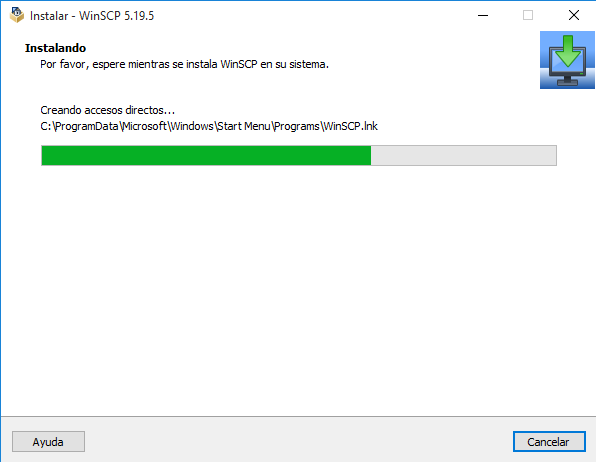 Instalar - WinSCP 5.19.5
Instalando
Por favor, espere mientras se instala WinSCP en su sistema.
Creando accesos directos...
C:\ProgramData\Microsoft\Windows\Start Menu\Programs\WinSCP.lnk
Ayuda
Cancelar